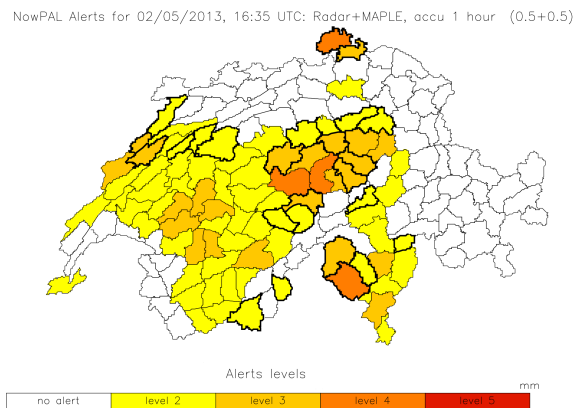 NowPAL Alerts for 02/05/2013, 16:35 UTC: Radar+MAPLE, accu 1 hour (0.5+0.5)
Alerts levels
mm
no alert level 2 level 3 level 4 level 5